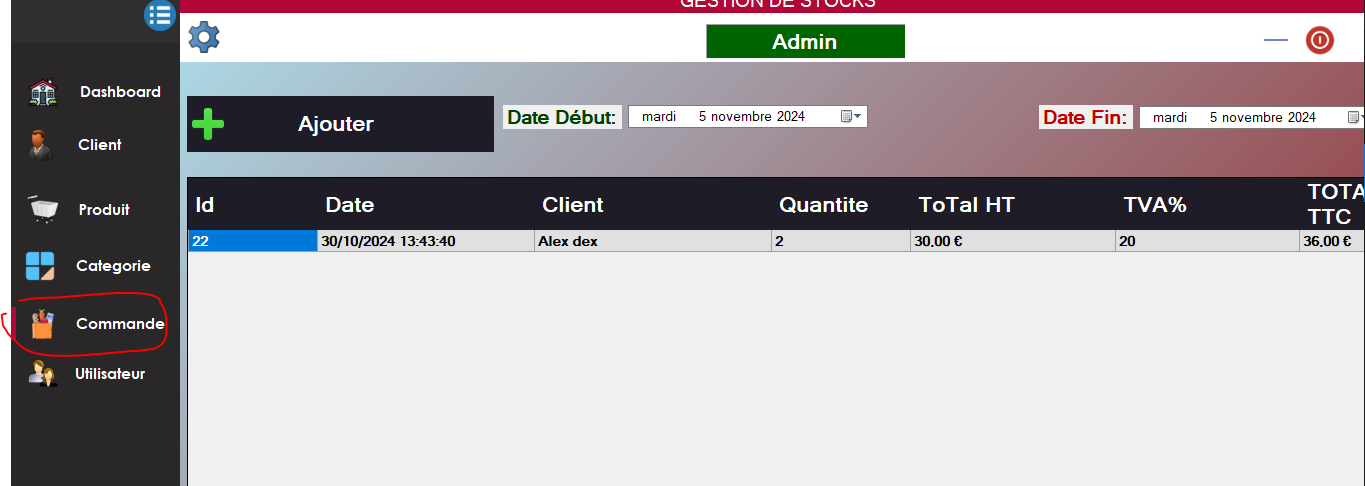 GESTION DE STOCKS
Admin
Dashboard
Client
Produit
Categorie
Commande
Utilisateur
Ajouter
Date Début: mardi 5 novembre 2024
Date Fin: mardi 5 novembre 2024
Id Date Client Quantite ToTal HT TVA% TOTA
TTC
22 30/10/2024 13:43:40 Alex dex 2 30,00 € 20 36,00 €